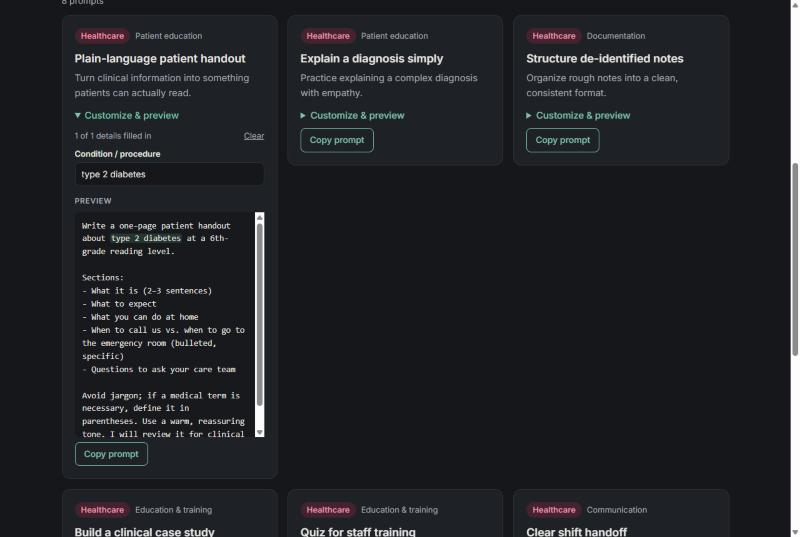 8 prompts
Healthcare Patient education
Plain-language patient handout
Turn clinical information into something
patients can actually read.
▼ Customize & preview
1 of 1 details filled in Clear
Condition / procedure
type 2 diabetes
PREVIEW
Write a one-page patient handout
about type 2 diabetes at a 6th-
grade reading level.
Sections:
- What it is (2–3 sentences)
- What to expect
- What you can do at home
- When to call us vs. when to go to
the emergency room (bulleted,
specific)
- Questions to ask your care team
Avoid jargon; if a medical term is
necessary, define it in
parentheses. Use a warm, reassuring
tone. I will review it for clinical
Copy prompt
Healthcare Patient education
Explain a diagnosis simply
Practice explaining a complex diagnosis
with empathy.
▶ Customize & preview
Copy prompt
Healthcare Documentation
Structure de-identified notes
Organize rough notes into a clean,
consistent format.
▶ Customize & preview
Copy prompt
Healthcare Education & training
Build a clinical case study
Healthcare Education & training
Quiz for staff training
Healthcare Communication
Clear shift handoff